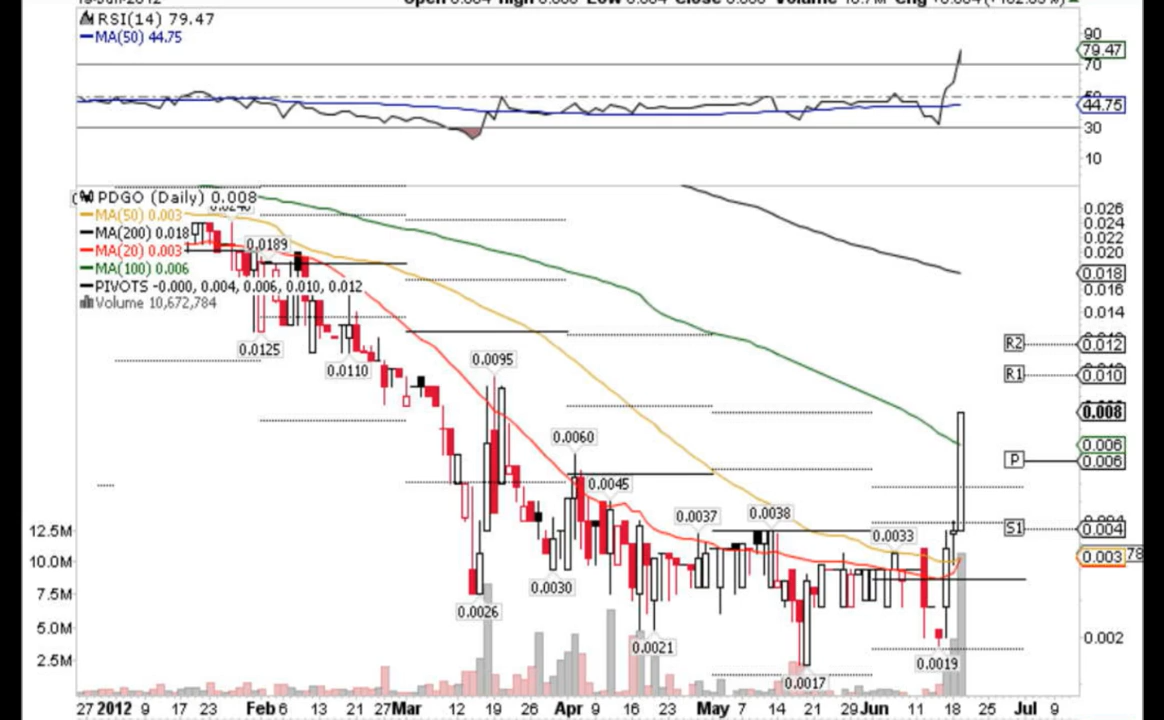 RSI(14) 79.47
MA(50) 44.75
90
79.47
70
50
44.75
30
10
PDGO (Daily) 0.008
MA(50) 0.003
MA(200) 0.018
MA(20) 0.003
MA(100) 0.006
PIVOTS -0.000, 0.004, 0.006, 0.010, 0.012
Volume 10,672,784
0.0189
0.0125
0.0110
0.0095
0.0026
0.0030
0.0060
0.0045
0.0021
0.0037
0.0038
0.0017
0.0033
0.0019
0.026
0.024
0.022
0.020
0.018
0.016
0.014
R2 0.012
R1 0.010
0.008
0.006
P 0.006
S1 0.004
0.003
0.002
12.5M
10.0M
7.5M
5.0M
2.5M
27 2012 9 17 23 Feb 6 13 21 Mar 12 19 26 Apr 9 16 23 May 7 14 21 29 Jun 11 18 25 Jul 9